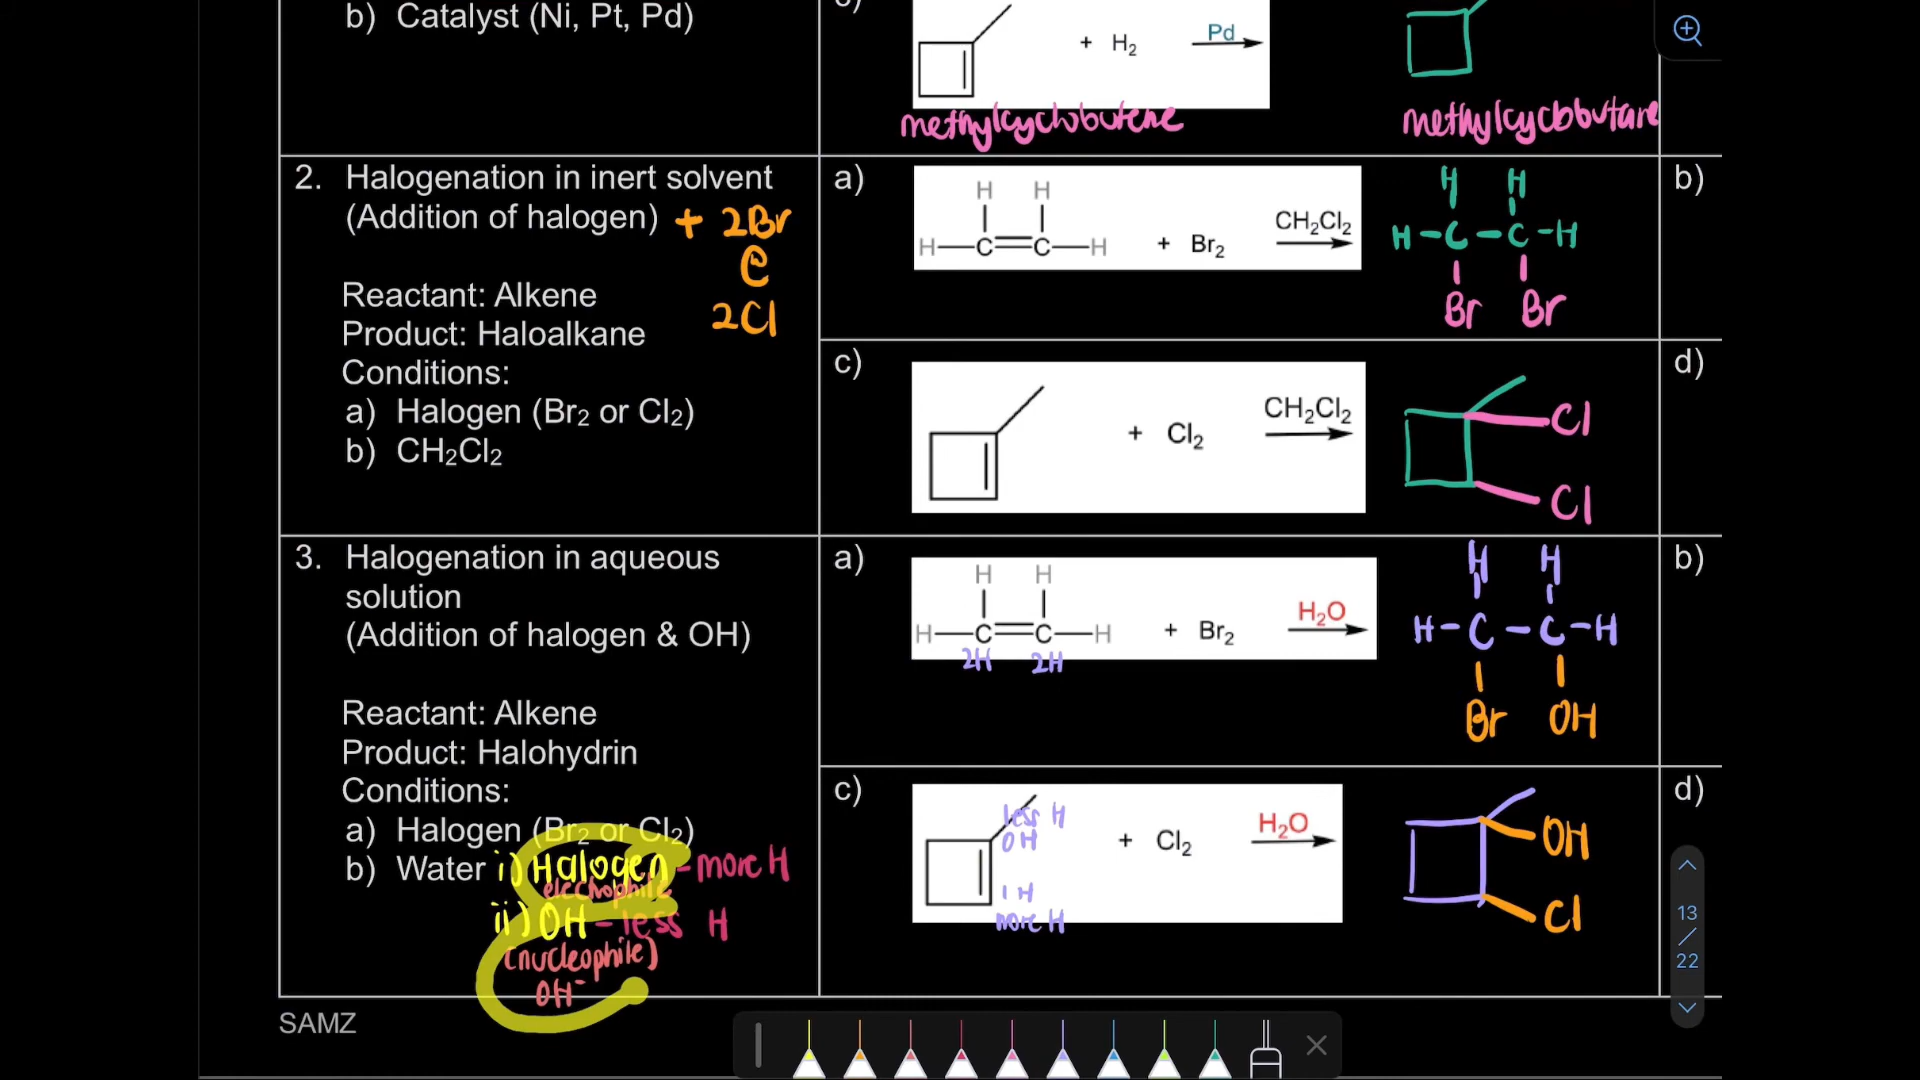 b) Catalyst (Ni, Pt, Pd)
+ H2
Pd
methylcyclobutene
methylcyclobutane
2. Halogenation in inert solvent
(Addition of halogen) + 2Br
@
2Cl
Reactant: Alkene
Product: Haloalkane
Conditions:
a) Halogen (Br2 or Cl2)
b) CH2Cl2
a)
H H
H C C H
+ Br2
CH2Cl2
H H
H - C - C - H
Br Br
b)
c)
+ Cl2
CH2Cl2
Cl
Cl
d)
3. Halogenation in aqueous
solution
(Addition of halogen & OH)
Reactant: Alkene
Product: Halohydrin
Conditions:
a) Halogen (Br2 or Cl2)
b) Water i) Halogen - more H
electrophile
ii) OH - less H
(nucleophile)
OH-
a)
H H
H C C H
2H 2H
+ Br2
H2O
H H
H - C - C - H
Br OH
b)
c)
less H
OH
1H
more H
+ Cl2
H2O
OH
Cl
d)
13
/
22
SAMZ